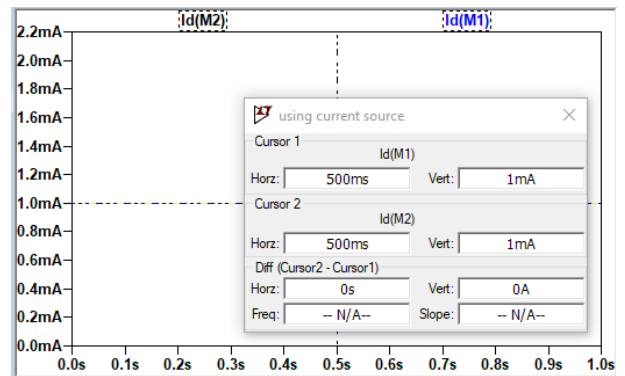 Id(M2) Id(M1)
2.2mA
2.0mA
1.8mA
1.6mA
1.4mA
1.2mA
1.0mA
0.8mA
0.6mA
0.4mA
0.2mA
0.0mA
using current source
Cursor 1
Id(M1)
Horz: 500ms Vert: 1mA
Cursor 2
Id(M2)
Horz: 500ms Vert: 1mA
Diff (Cursor2 - Cursor1)
Horz: 0s Vert: 0A
Freq: -- N/A-- Slope: -- N/A--
0.0s 0.1s 0.2s 0.3s 0.4s 0.5s 0.6s 0.7s 0.8s 0.9s 1.0s